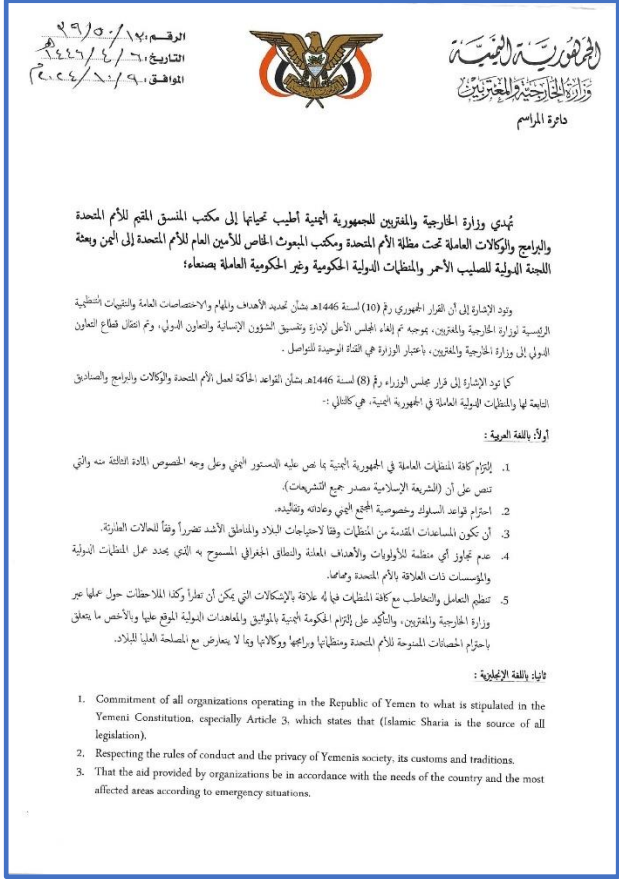 الجمهورية اليمنية
وزارة الخارجية والمغتربين
دائرة المراسم
الرقم:
التاريخ: ١٤٤٦/٤/٦هـ
الموافق: ٢٠٢٤/١٠/٩م
تُهدي وزارة الخارجية والمغتربين للجمهورية اليمنية أطيب تحياتها إلى مكتب المنسق المقيم للأمم المتحدة
والبرامج والوكالات العاملة تحت مظلة الأمم المتحدة ومكتب المبعوث الخاص للأمين العام للأمم المتحدة إلى اليمن وبعثة
اللجنة الدولية للصليب الأحمر والمنظمات الدولية الحكومية وغير الحكومية العاملة بصنعاء؛
وتود الإشارة إلى أن القرار الجمهوري رقم (10) لسنة 1446هـ بشأن تحديد الأهداف والمهام والاختصاصات العامة والتقسيمات التنظيمية
الرئيسية لوزارة الخارجية والمغتربين، بموجبه تم إلغاء المجلس الأعلى لإدارة وتنسيق الشؤون الإنسانية والتعاون الدولي، وتم انتقال قطاع التعاون
الدولي إلى وزارة الخارجية والمغتربين، باعتبار الوزارة هي القناة الوحيدة للتواصل .
كما تود الإشارة إلى قرار مجلس الوزراء رقم (8) لسنة 1446هـ بشأن القواعد الحاكمة لعمل الأمم المتحدة والوكالات والبرامج والصناديق
التابعة لها والمنظمات الدولية العاملة في الجمهورية اليمنية، هي كالتالي :-
أولاً: باللغة العربية :
1. إلتزام كافة المنظمات العاملة في الجمهورية اليمنية بما نص عليه الدستور اليمني وعلى وجه الخصوص المادة الثالثة منه والتي
تنص على أن (الشريعة الإسلامية مصدر جميع التشريعات).
2. احترام قواعد السلوك وخصوصية المجتمع اليمني وعاداته وتقاليده.
3. أن تكون المساعدات المقدمة من المنظمات وفقا لاحتياجات البلاد والمناطق الأشد تضرراً وفقاً للحالات الطارئة.
4. عدم تجاوز أي منظمة للأولويات والأهداف المعلنة والنطاق الجغرافي المسموح به الذي يحدد عمل المنظمات الدولية
والمؤسسات ذات العلاقة بالأمم المتحدة ومهامها.
5. تنظيم التعامل والتخاطب مع كافة المنظمات فيما له علاقة بالإشكالات التي يمكن أن تطرأ وكذا الملاحظات حول عملها عبر
وزارة الخارجية والمغتربين، والتأكيد على إلتزام الحكومة اليمنية بالمواثيق والمعاهدات الدولية الموقع عليها وبالأخص ما يتعلق
باحترام الحصانات الممنوحة للأمم المتحدة ومنظماتها وبرامجها ووكالاتها وبما لا يتعارض مع المصلحة العليا للبلاد.
ثانيا: باللغة الإنجليزية :
1. Commitment of all organizations operating in the Republic of Yemen to what is stipulated in the
Yemeni Constitution, especially Article 3, which states that (Islamic Sharia is the source of all
legislation).
2. Respecting the rules of conduct and the privacy of Yemenis society, its customs and traditions.
3. That the aid provided by organizations be in accordance with the needs of the country and the most
affected areas according to emergency situations.